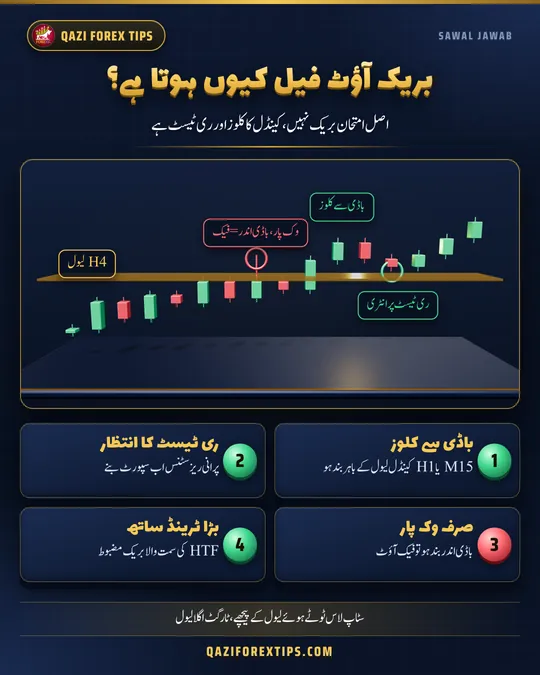 QAZI FOREX TIPS
SAWAL JAWAB
بریک آؤٹ فیل کیوں ہوتا ہے؟
اصل امتحان بریک نہیں، کینڈل کا کلوز اور ری ٹیسٹ ہے
باڈی سے کلوز
وک پار، باڈی اندر = فیک
H4 لیول
ری ٹیسٹ پر انٹری
1
باڈی سے کلوز
M15 یا H1 کینڈل لیول کے باہر بند ہو
2
ری ٹیسٹ کا انتظار
پرانی ریزسٹنس اب سپورٹ بنے
3
صرف وک پار
باڈی اندر بند ہو تو فیک آؤٹ
4
بڑا ٹرینڈ ساتھ
HTF کی سمت والا بریک مضبوط
سٹاپ لاس ٹوٹے ہوئے لیول کے پیچھے، ٹارگٹ اگلا لیول
QAZIFOREXTIPS.COM